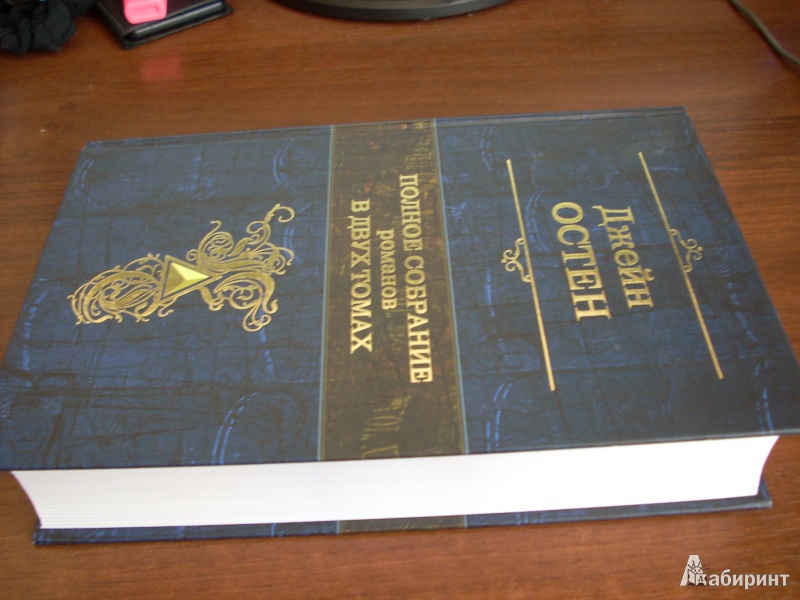 Джейн
ОСТЕН
ПОЛНОЕ СОБРАНИЕ
романов
В ДВУХ ТОМАХ
Лабиринт